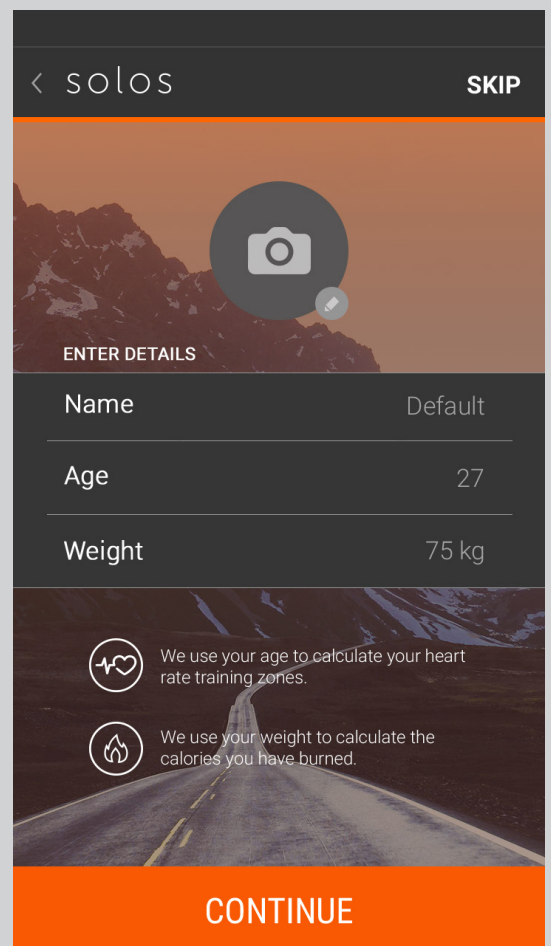 solos
SKIP
ENTER DETAILS
Name Default
Age 27
Weight 75 kg
We use your age to calculate your heart
rate training zones.
We use your weight to calculate the
calories you have burned.
CONTINUE